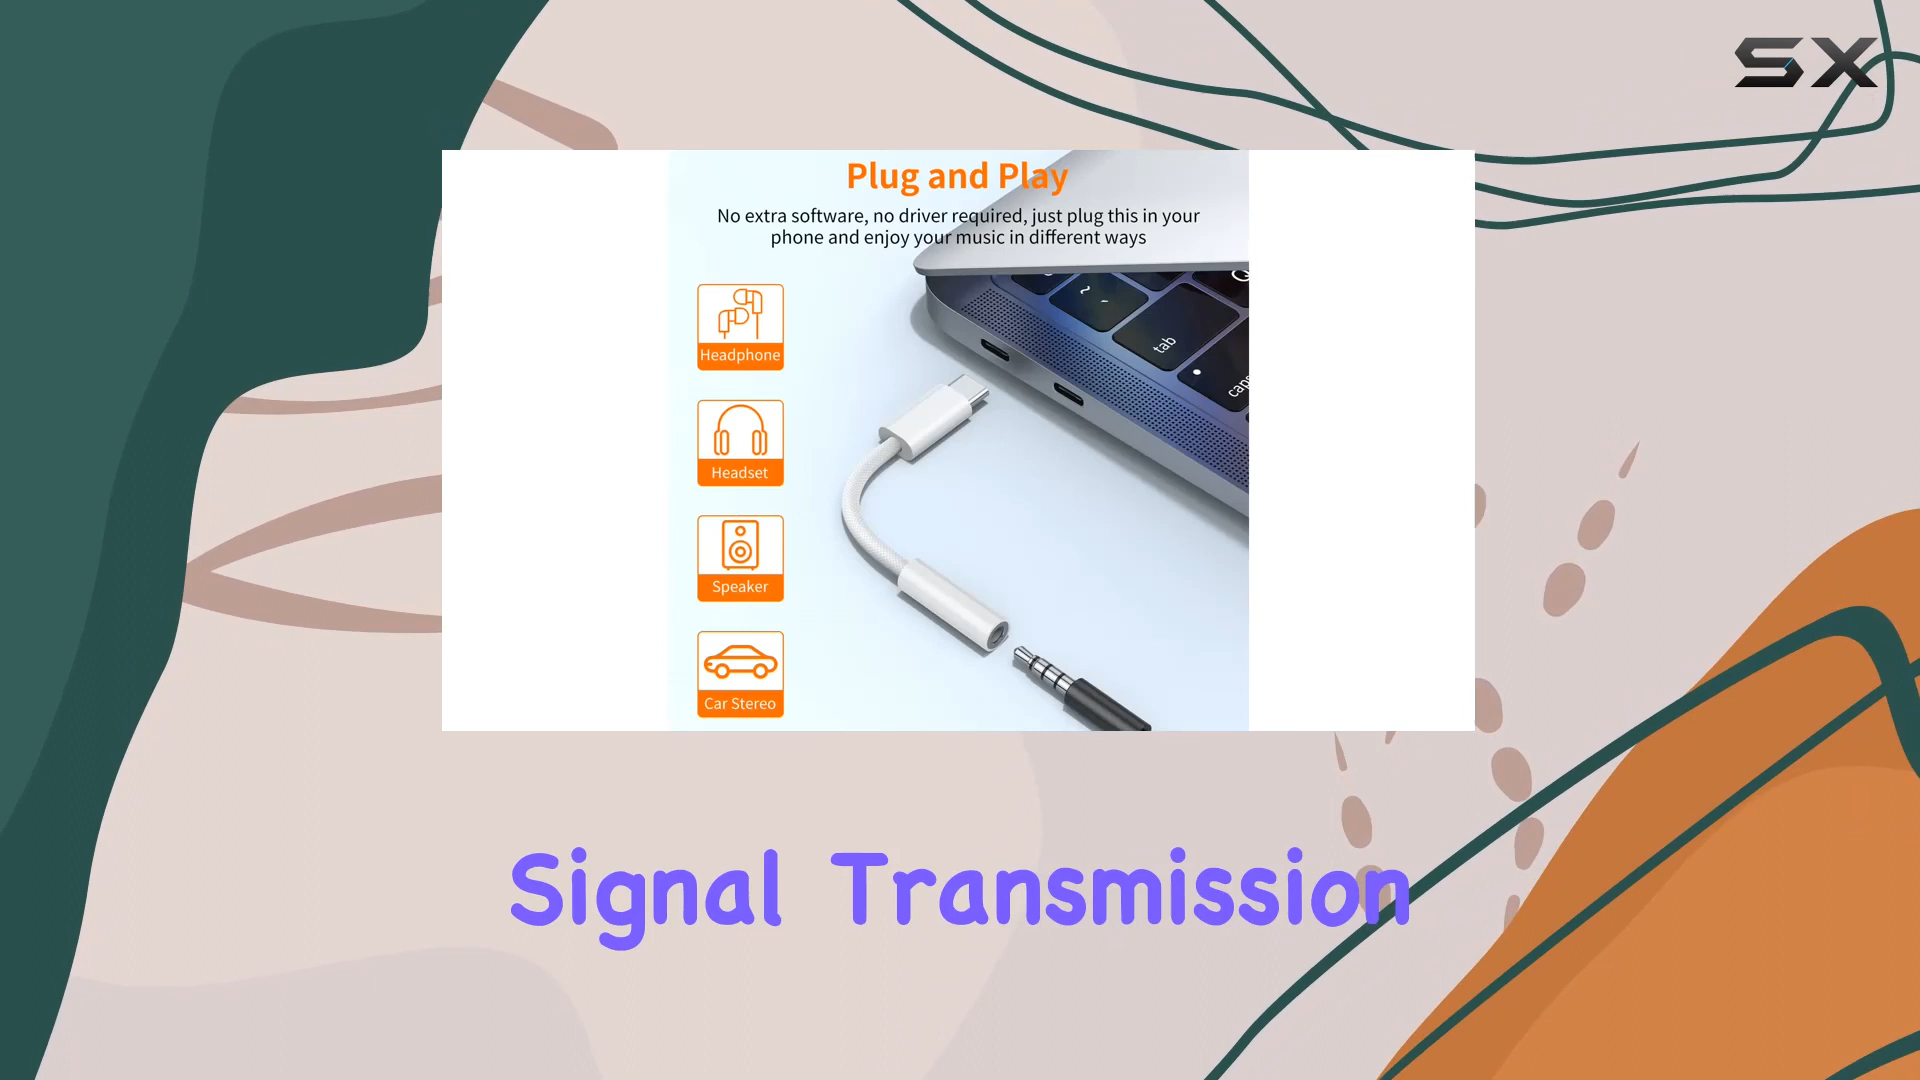 SX
Plug and Play
No extra software, no driver required, just plug this in your
phone and enjoy your music in different ways
Headphone
Headset
Speaker
Car Stereo
~ `
Q
tab
caps
Signal Transmission